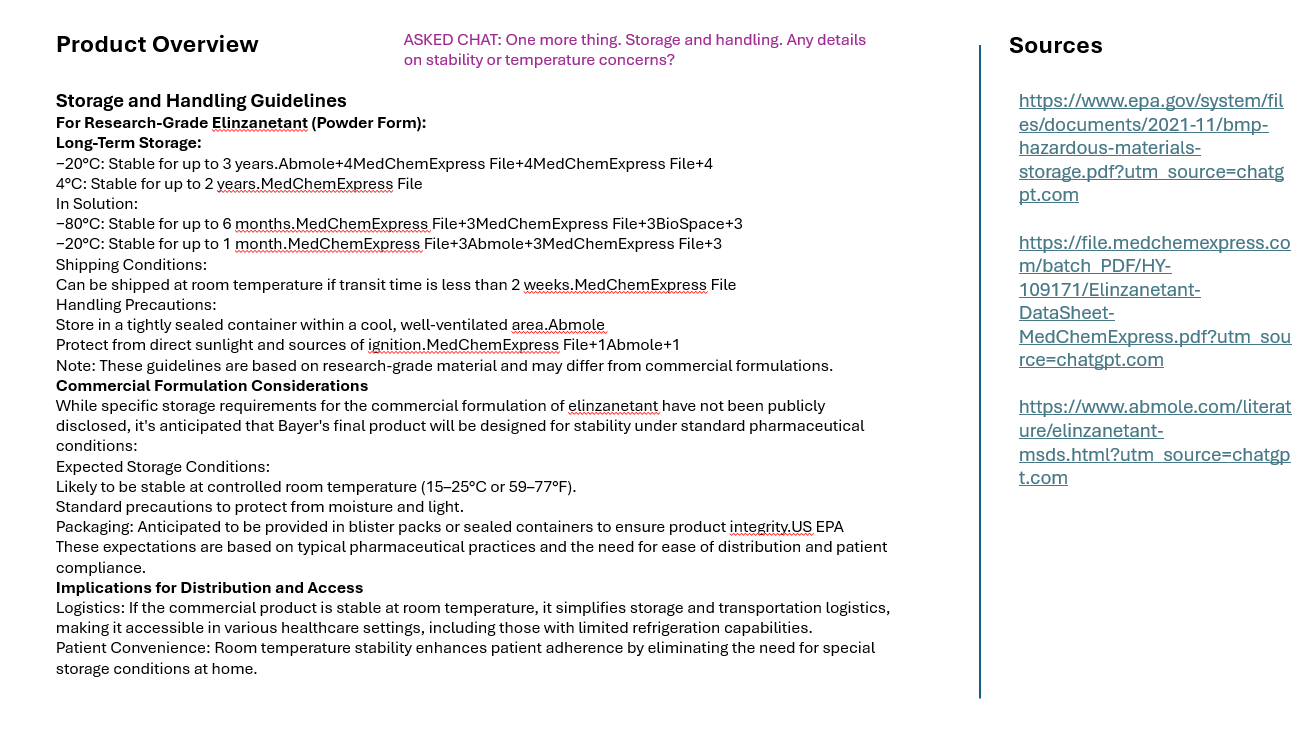 Product Overview
ASKED CHAT: One more thing. Storage and handling. Any details
on stability or temperature concerns?
Storage and Handling Guidelines
For Research-Grade Elinzanetant (Powder Form):
Long-Term Storage:
−20°C: Stable for up to 3 years.Abmole+4MedChemExpress File+4MedChemExpress File+4
4°C: Stable for up to 2 years.MedChemExpress File
In Solution:
−80°C: Stable for up to 6 months.MedChemExpress File+3MedChemExpress File+3BioSpace+3
−20°C: Stable for up to 1 month.MedChemExpress File+3Abmole+3MedChemExpress File+3
Shipping Conditions:
Can be shipped at room temperature if transit time is less than 2 weeks.MedChemExpress File
Handling Precautions:
Store in a tightly sealed container within a cool, well-ventilated area.Abmole
Protect from direct sunlight and sources of ignition.MedChemExpress File+1Abmole+1
Note: These guidelines are based on research-grade material and may differ from commercial formulations.
Commercial Formulation Considerations
While specific storage requirements for the commercial formulation of elinzanetant have not been publicly
disclosed, it's anticipated that Bayer's final product will be designed for stability under standard pharmaceutical
conditions:
Expected Storage Conditions:
Likely to be stable at controlled room temperature (15–25°C or 59–77°F).
Standard precautions to protect from moisture and light.
Packaging: Anticipated to be provided in blister packs or sealed containers to ensure product integrity.US EPA
These expectations are based on typical pharmaceutical practices and the need for ease of distribution and patient
compliance.
Implications for Distribution and Access
Logistics: If the commercial product is stable at room temperature, it simplifies storage and transportation logistics,
making it accessible in various healthcare settings, including those with limited refrigeration capabilities.
Patient Convenience: Room temperature stability enhances patient adherence by eliminating the need for special
storage conditions at home.
Sources
https://www.epa.gov/system/fil
es/documents/2021-11/bmp-
hazardous-materials-
storage.pdf?utm_source=chatg
pt.com
https://file.medchemexpress.co
m/batch_PDF/HY-
109171/Elinzanetant-
DataSheet-
MedChemExpress.pdf?utm_sou
rce=chatgpt.com
https://www.abmole.com/literat
ure/elinzanetant-
msds.html?utm_source=chatgp
t.com